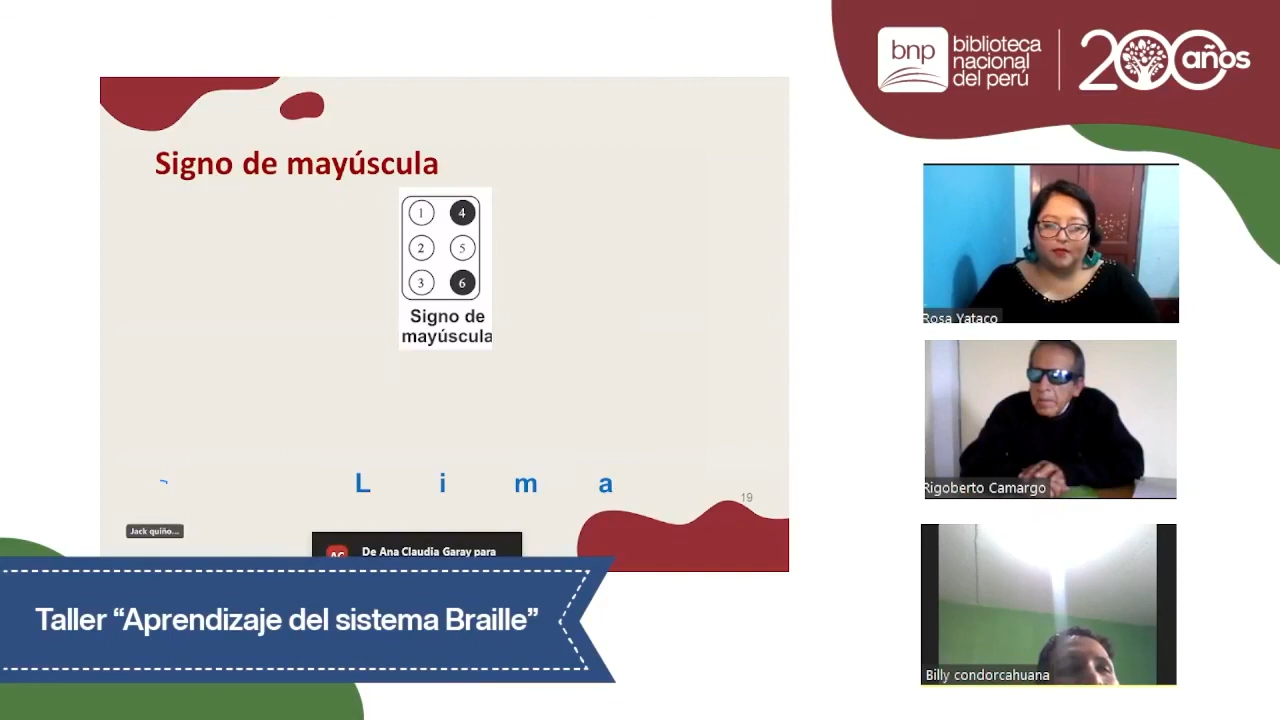 bnp
biblioteca
nacional
del perú
200 años
Signo de mayúscula
1 4
2 5
3 6
Signo de
mayúscula
L i m a
19
Jack quiño...
AC De Ana Claudia Garay para
Taller “Aprendizaje del sistema Braille”
Rosa Yataco
Rigoberto Camargo
Billy condorcahuana